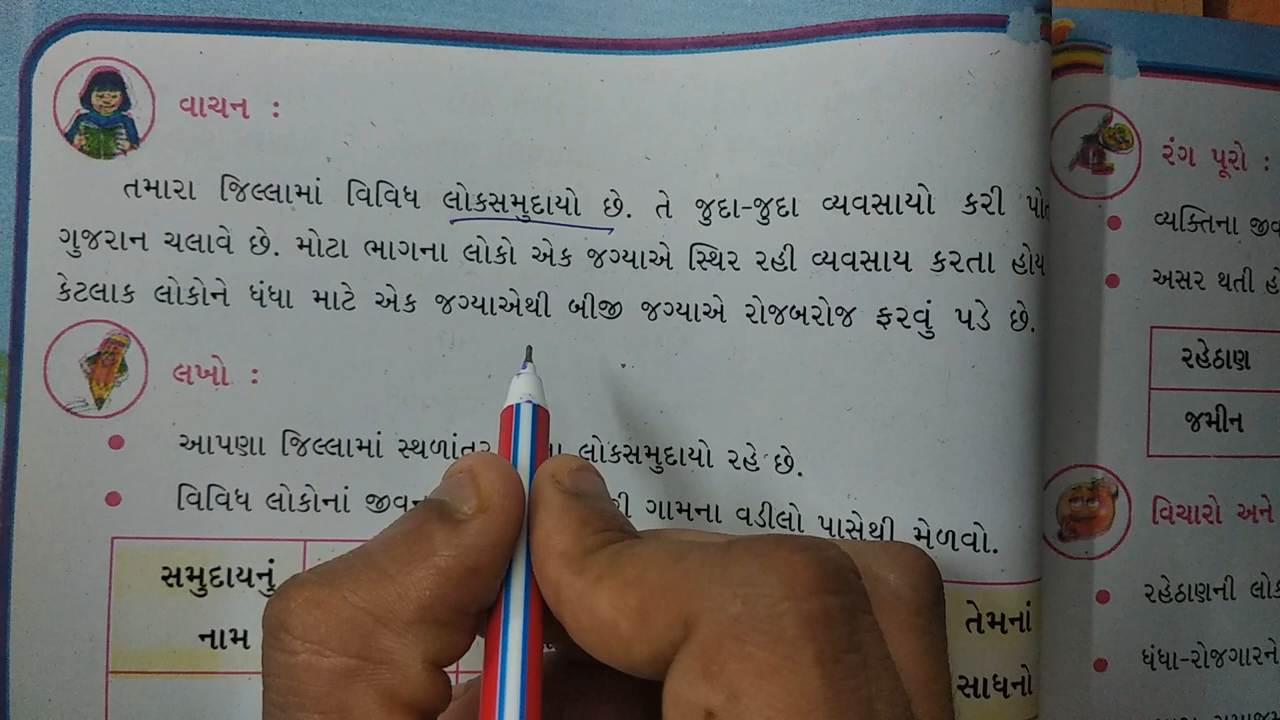 વાચન :
તમારા જિલ્લામાં વિવિધ લોકસમુદાયો છે. તે જુદા-જુદા વ્યવસાયો કરી
ગુજરાન ચલાવે છે. મોટા ભાગના લોકો એક જગ્યાએ સ્થિર રહી વ્યવસાય કરતા હોય
કેટલાક લોકોને ધંધા માટે એક જગ્યાએથી બીજી જગ્યાએ રોજબરોજ ફરવું પડે છે.
લખો :
આપણા જિલ્લામાં લોકસમુદાયો રહે છે.
વિવિધ લોકોનાં ગામના વડીલો પાસેથી મેળવો.
સમુદાયનું
નામ
તેમનાં
સાધનો
રંગ પૂરો :
વ્યક્તિના
અસર થતી
રહેઠાણ
જમીન
વિચારો અને
રહેઠાણની
ધંધા-રોજગારને